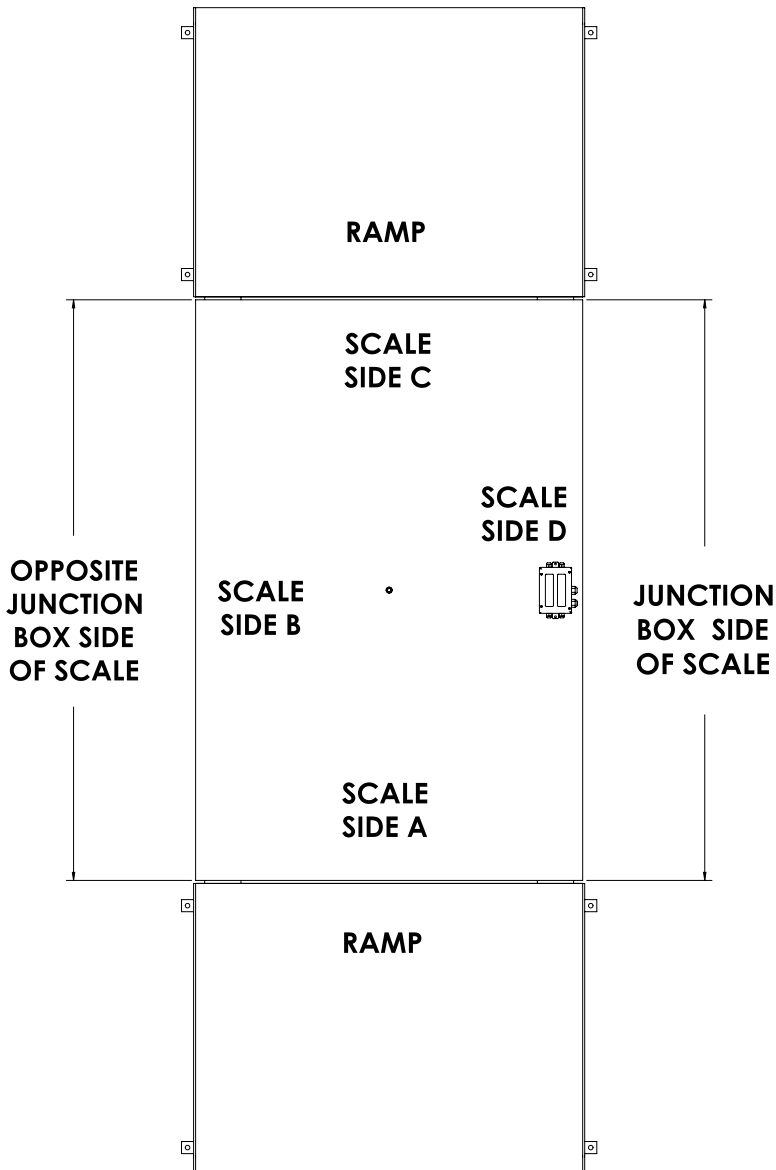 RAMP
SCALE
SIDE C
SCALE
SIDE D
OPPOSITE
JUNCTION
BOX SIDE
OF SCALE
SCALE
SIDE B
JUNCTION
BOX SIDE
OF SCALE
SCALE
SIDE A
RAMP